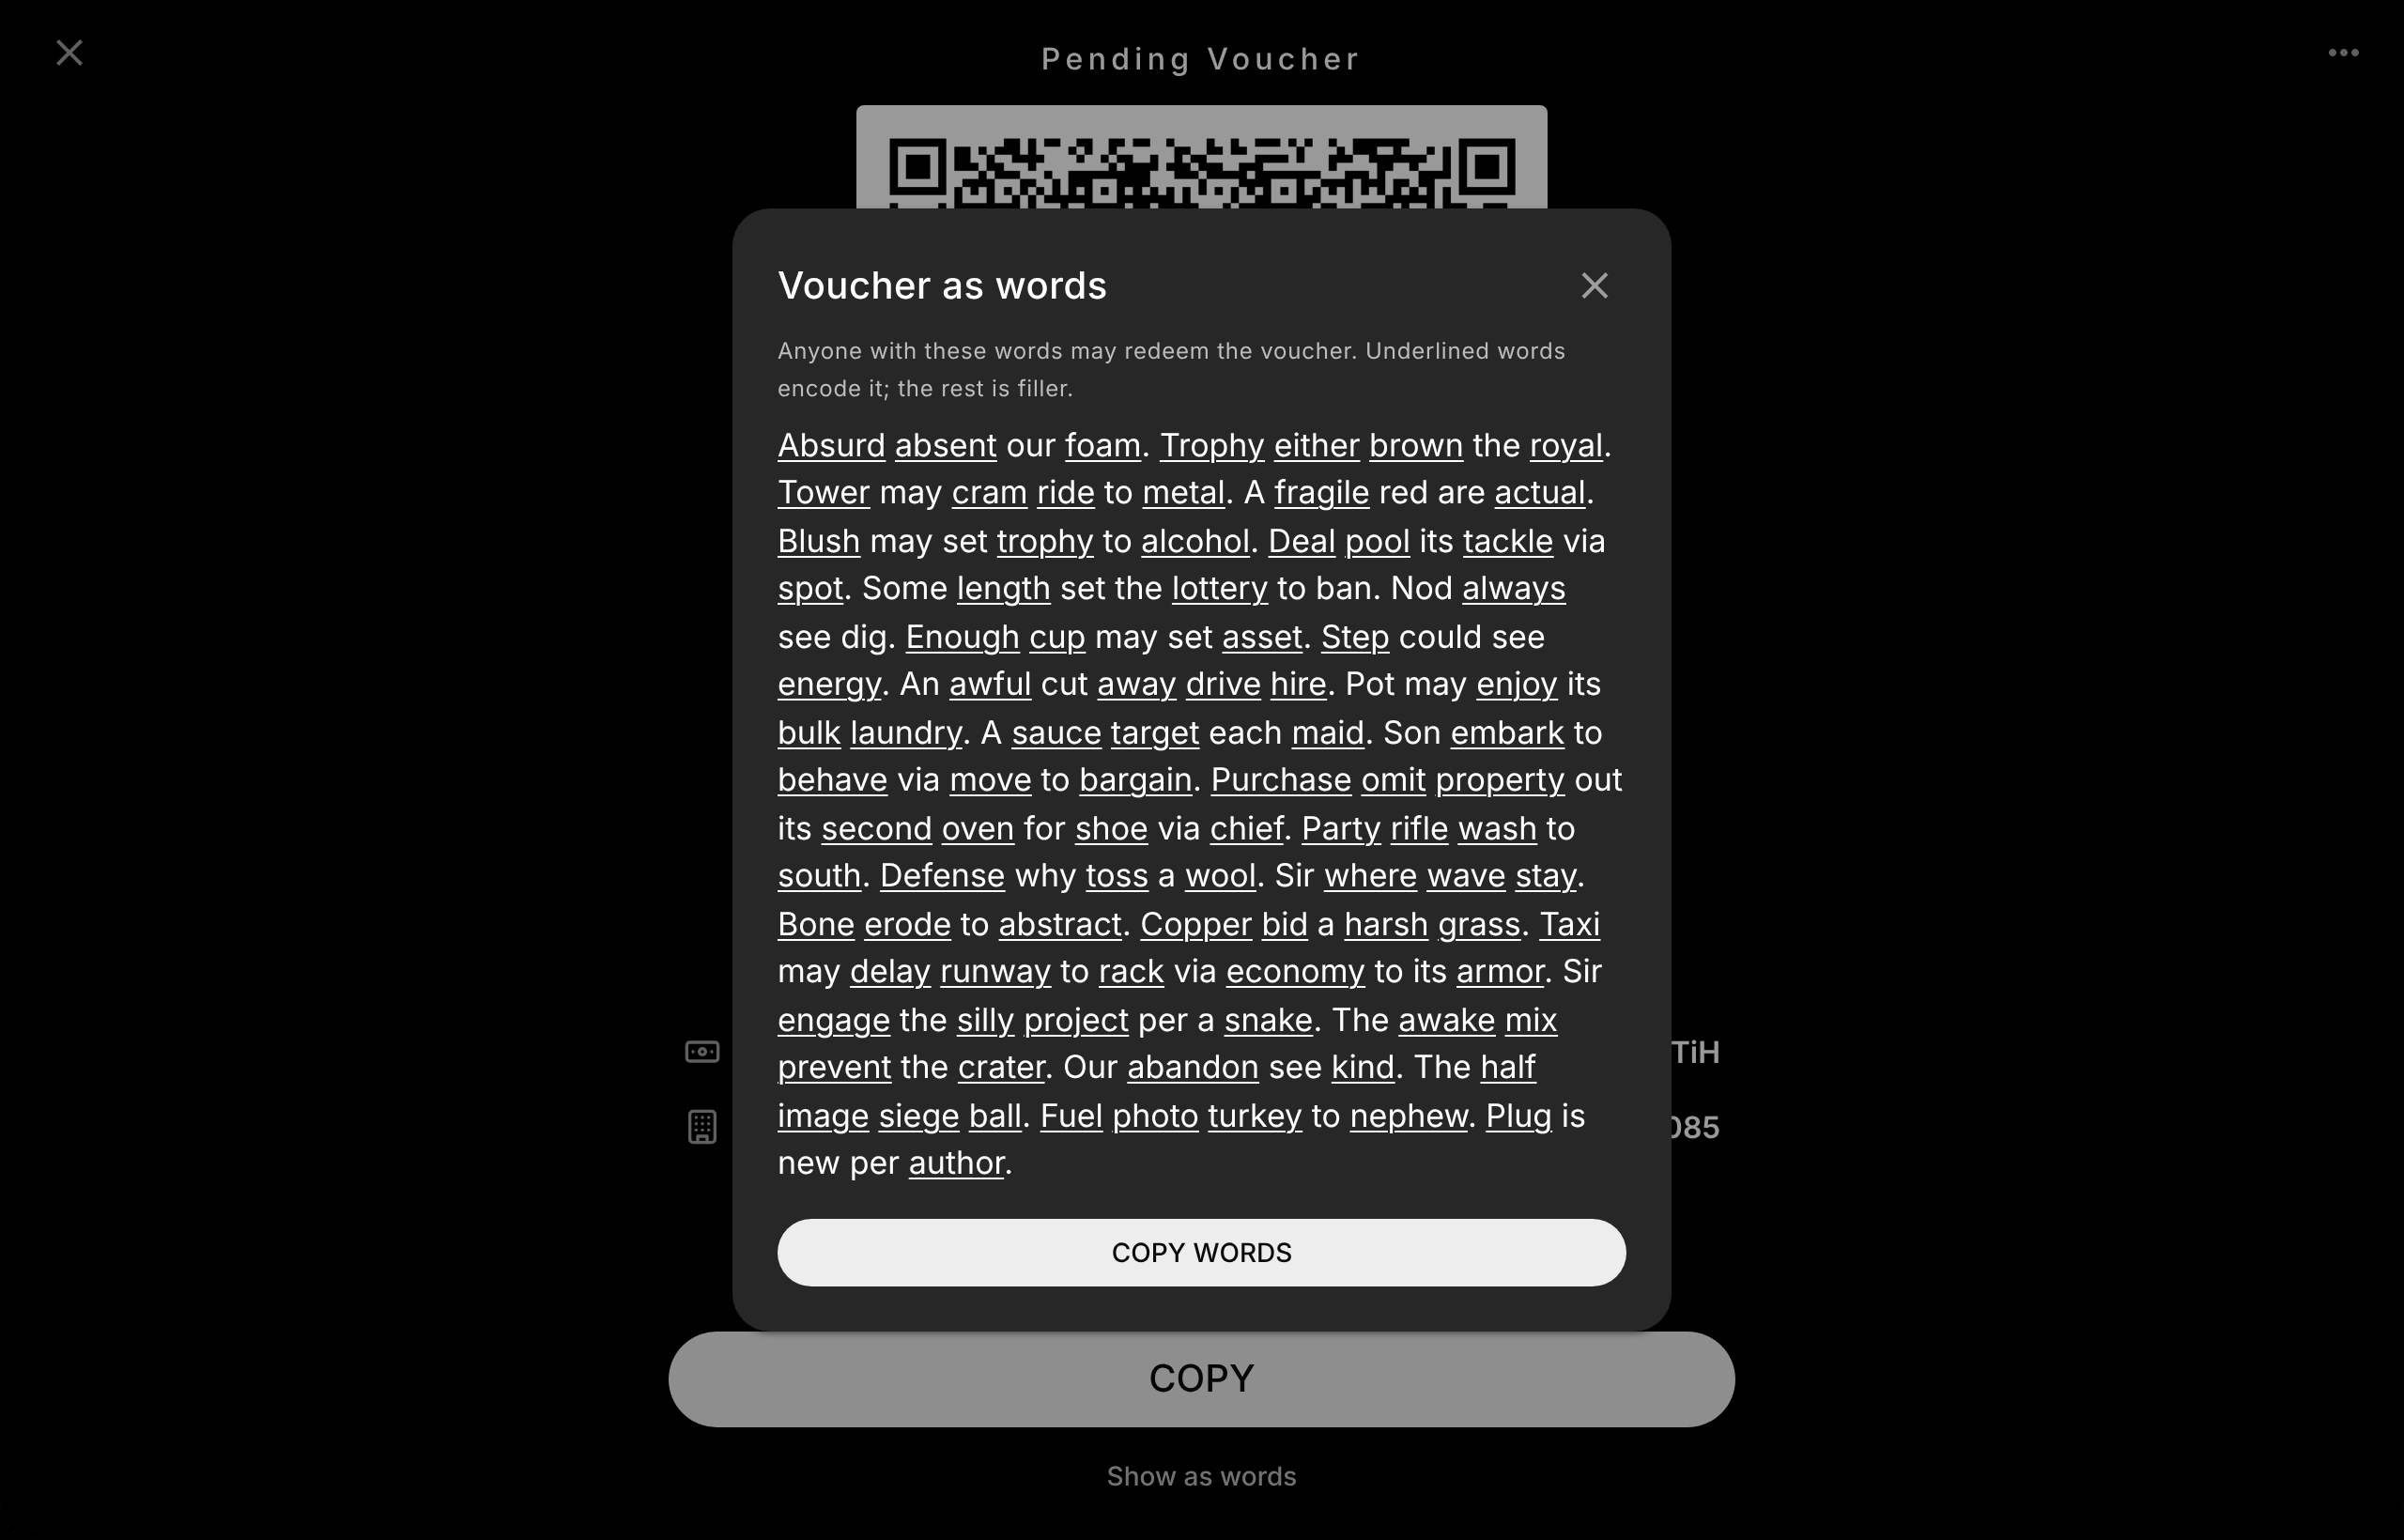 Pending Voucher
Voucher as words
Anyone with these words may redeem the voucher. Underlined words
encode it; the rest is filler.
Absurd absent our foam. Trophy either brown the royal.
Tower may cram ride to metal. A fragile red are actual.
Blush may set trophy to alcohol. Deal pool its tackle via
spot. Some length set the lottery to ban. Nod always
see dig. Enough cup may set asset. Step could see
energy. An awful cut away drive hire. Pot may enjoy its
bulk laundry. A sauce target each maid. Son embark to
behave via move to bargain. Purchase omit property out
its second oven for shoe via chief. Party rifle wash to
south. Defense why toss a wool. Sir where wave stay.
Bone erode to abstract. Copper bid a harsh grass. Taxi
may delay runway to rack via economy to its armor. Sir
engage the silly project per a snake. The awake mix
prevent the crater. Our abandon see kind. The half
image siege ball. Fuel photo turkey to nephew. Plug is
new per author.
TiH
085
COPY WORDS
COPY
Show as words